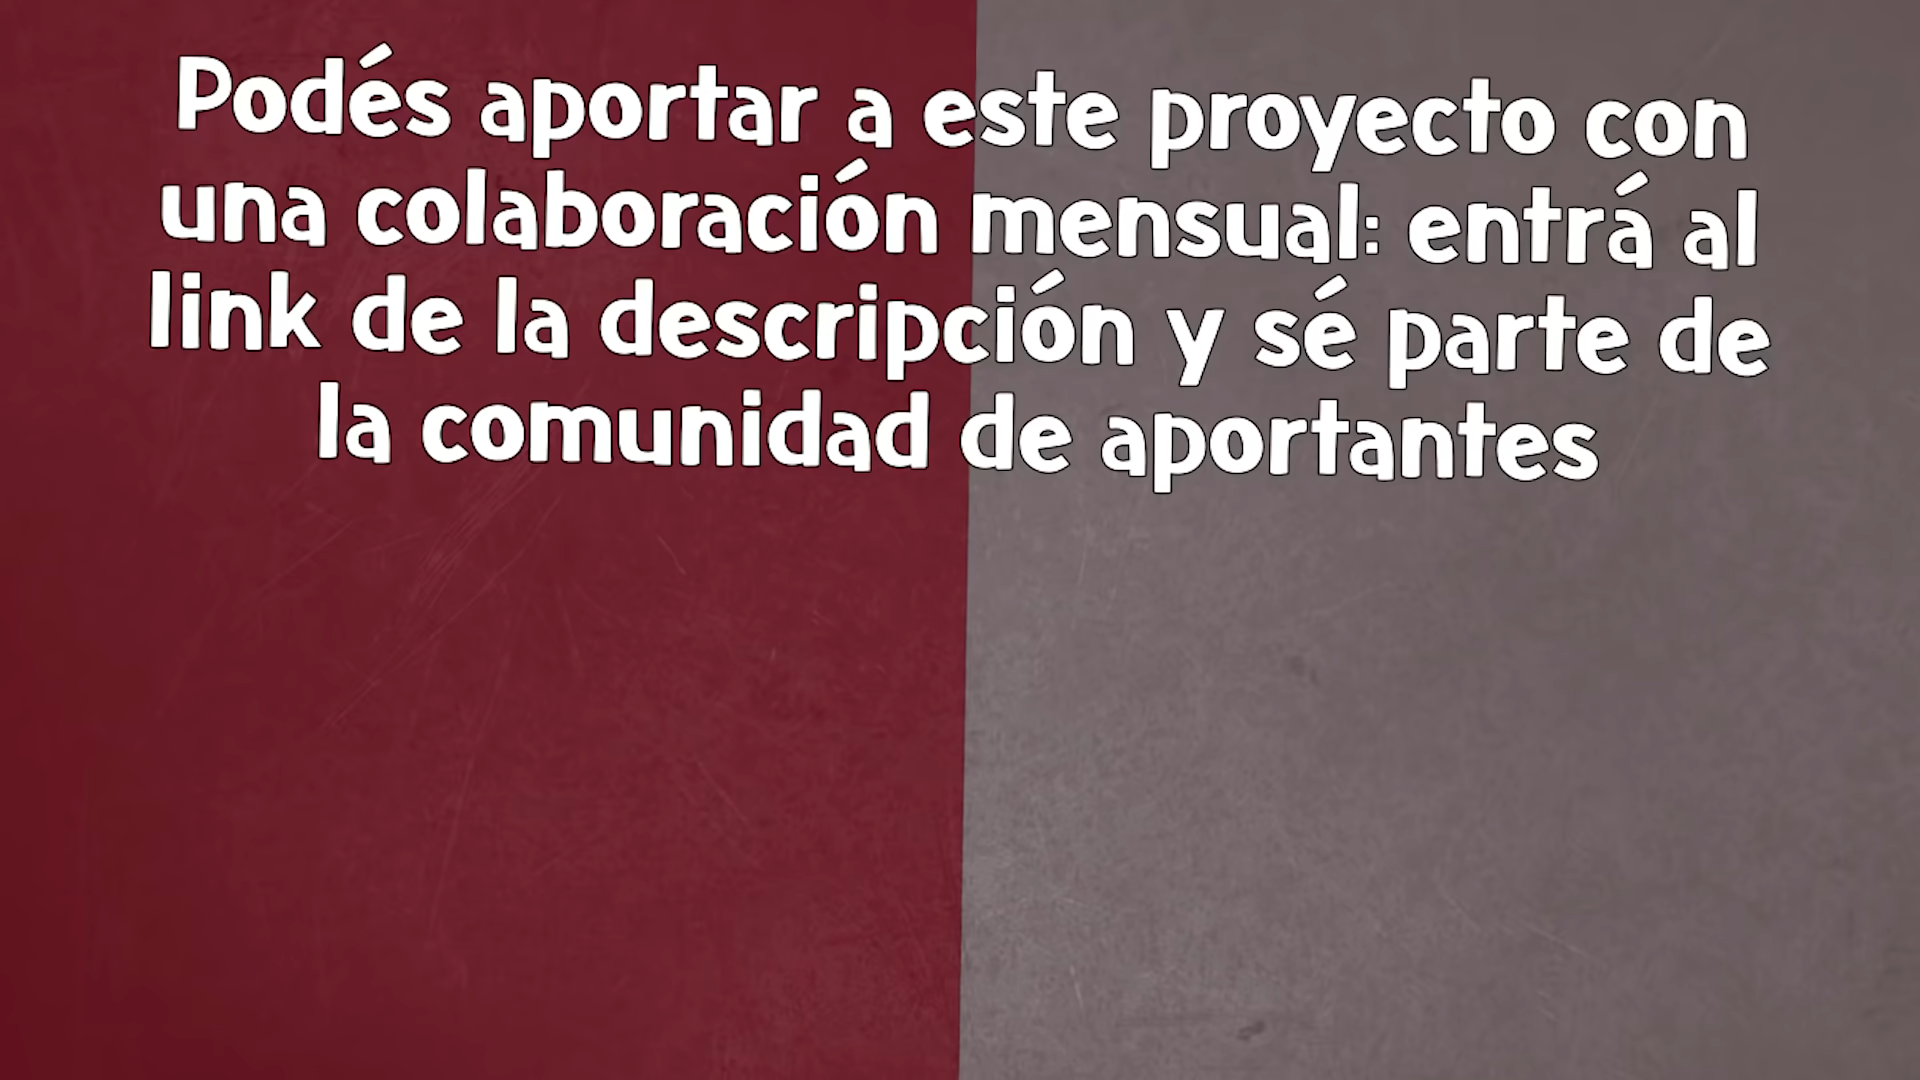 Podés aportar a este proyecto con
una colaboración mensual: entrá al
link de la descripción y sé parte de
la comunidad de aportantes